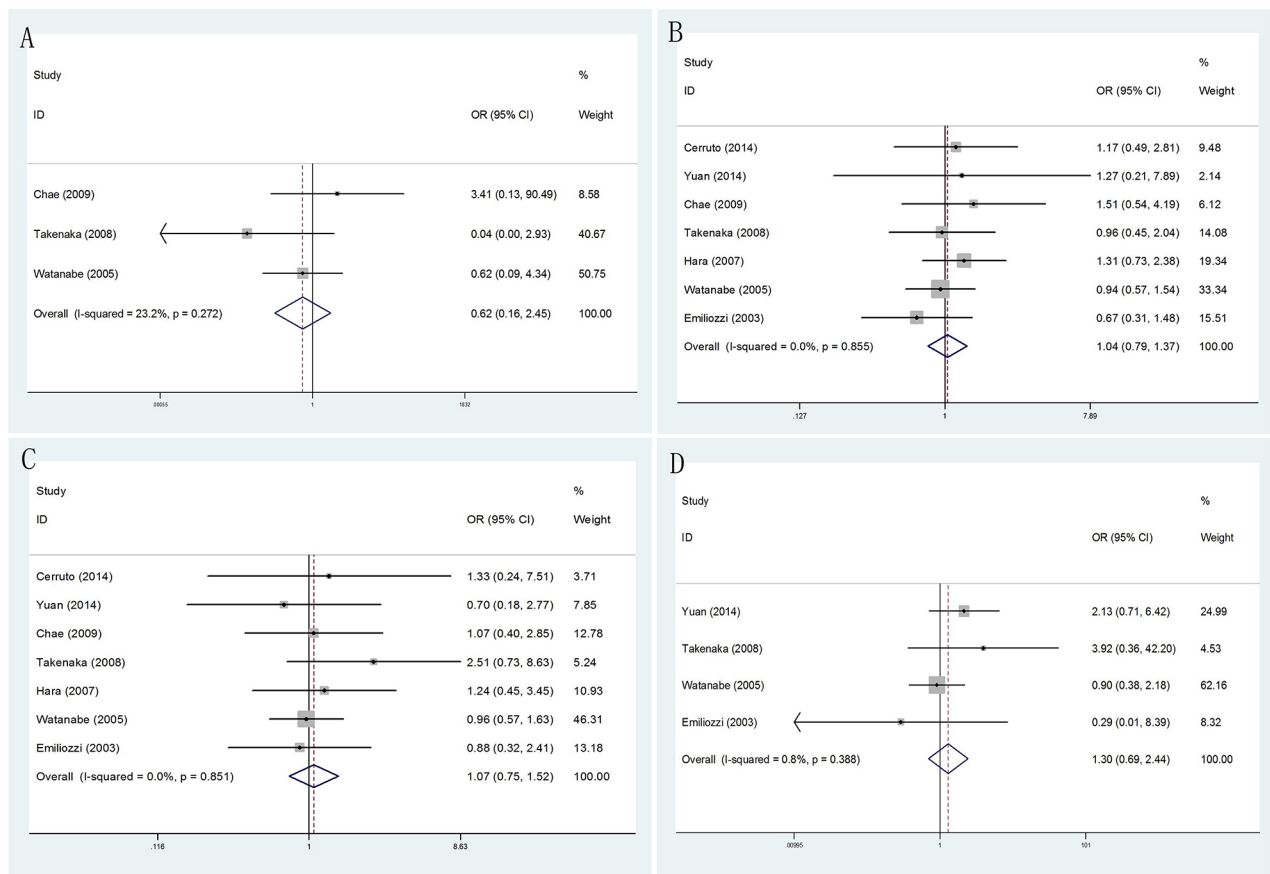 A
Study %
ID OR (95% CI) Weight
Chae (2009) 3.41 (0.13, 90.49) 8.58
Takenaka (2008) 0.04 (0.00, 2.93) 40.67
Watanabe (2005) 0.62 (0.09, 4.34) 50.75
Overall (I-squared = 23.2%, p = 0.272) 0.62 (0.16, 2.45) 100.00
.00055 1 1832
B
Study %
ID OR (95% CI) Weight
Cerruto (2014) 1.17 (0.49, 2.81) 9.48
Yuan (2014) 1.27 (0.21, 7.89) 2.14
Chae (2009) 1.51 (0.54, 4.19) 6.12
Takenaka (2008) 0.96 (0.45, 2.04) 14.08
Hara (2007) 1.31 (0.73, 2.38) 19.34
Watanabe (2005) 0.94 (0.57, 1.54) 33.34
Emiliozzi (2003) 0.67 (0.31, 1.48) 15.51
Overall (I-squared = 0.0%, p = 0.855) 1.04 (0.79, 1.37) 100.00
.127 1 7.89
C
Study %
ID OR (95% CI) Weight
Cerruto (2014) 1.33 (0.24, 7.51) 3.71
Yuan (2014) 0.70 (0.18, 2.77) 7.85
Chae (2009) 1.07 (0.40, 2.85) 12.78
Takenaka (2008) 2.51 (0.73, 8.63) 5.24
Hara (2007) 1.24 (0.45, 3.45) 10.93
Watanabe (2005) 0.96 (0.57, 1.63) 46.31
Emiliozzi (2003) 0.88 (0.32, 2.41) 13.18
Overall (I-squared = 0.0%, p = 0.851) 1.07 (0.75, 1.52) 100.00
.116 1 8.63
D
Study %
ID OR (95% CI) Weight
Yuan (2014) 2.13 (0.71, 6.42) 24.99
Takenaka (2008) 3.92 (0.36, 42.20) 4.53
Watanabe (2005) 0.90 (0.38, 2.18) 62.16
Emiliozzi (2003) 0.29 (0.01, 8.39) 8.32
Overall (I-squared = 0.8%, p = 0.388) 1.30 (0.69, 2.44) 100.00
.00995 1 101